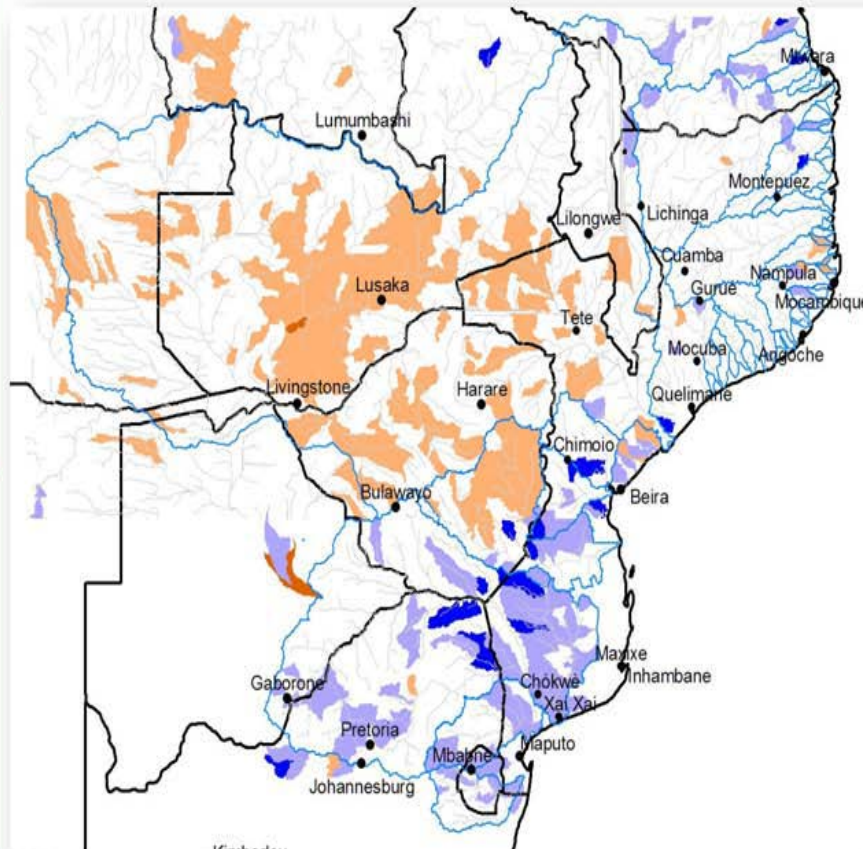 Mtwara
Lumumbashi
Montepuez
Lichinga
Lilongwe
Cuamba
Nampula
Lusaka
Gurue
Mocambique
Tete
Angoche
Mocuba
Livingstone
Harare
Quelimane
Chimoio
Bulawayo
Beira
Maxixe
Inhambane
Gaborone
Chókwè
Xai Xai
Pretoria
Maputo
Mbabne
Johannesburg